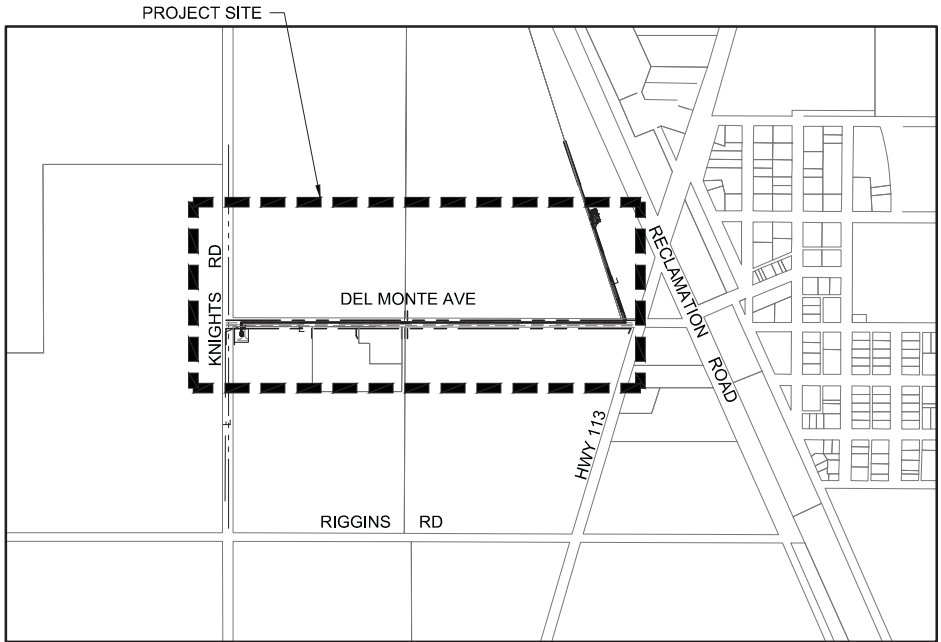 PROJECT SITE
KNIGHTS RD
DEL MONTE AVE
RECLAMATION ROAD
HWY 113
RIGGINS RD